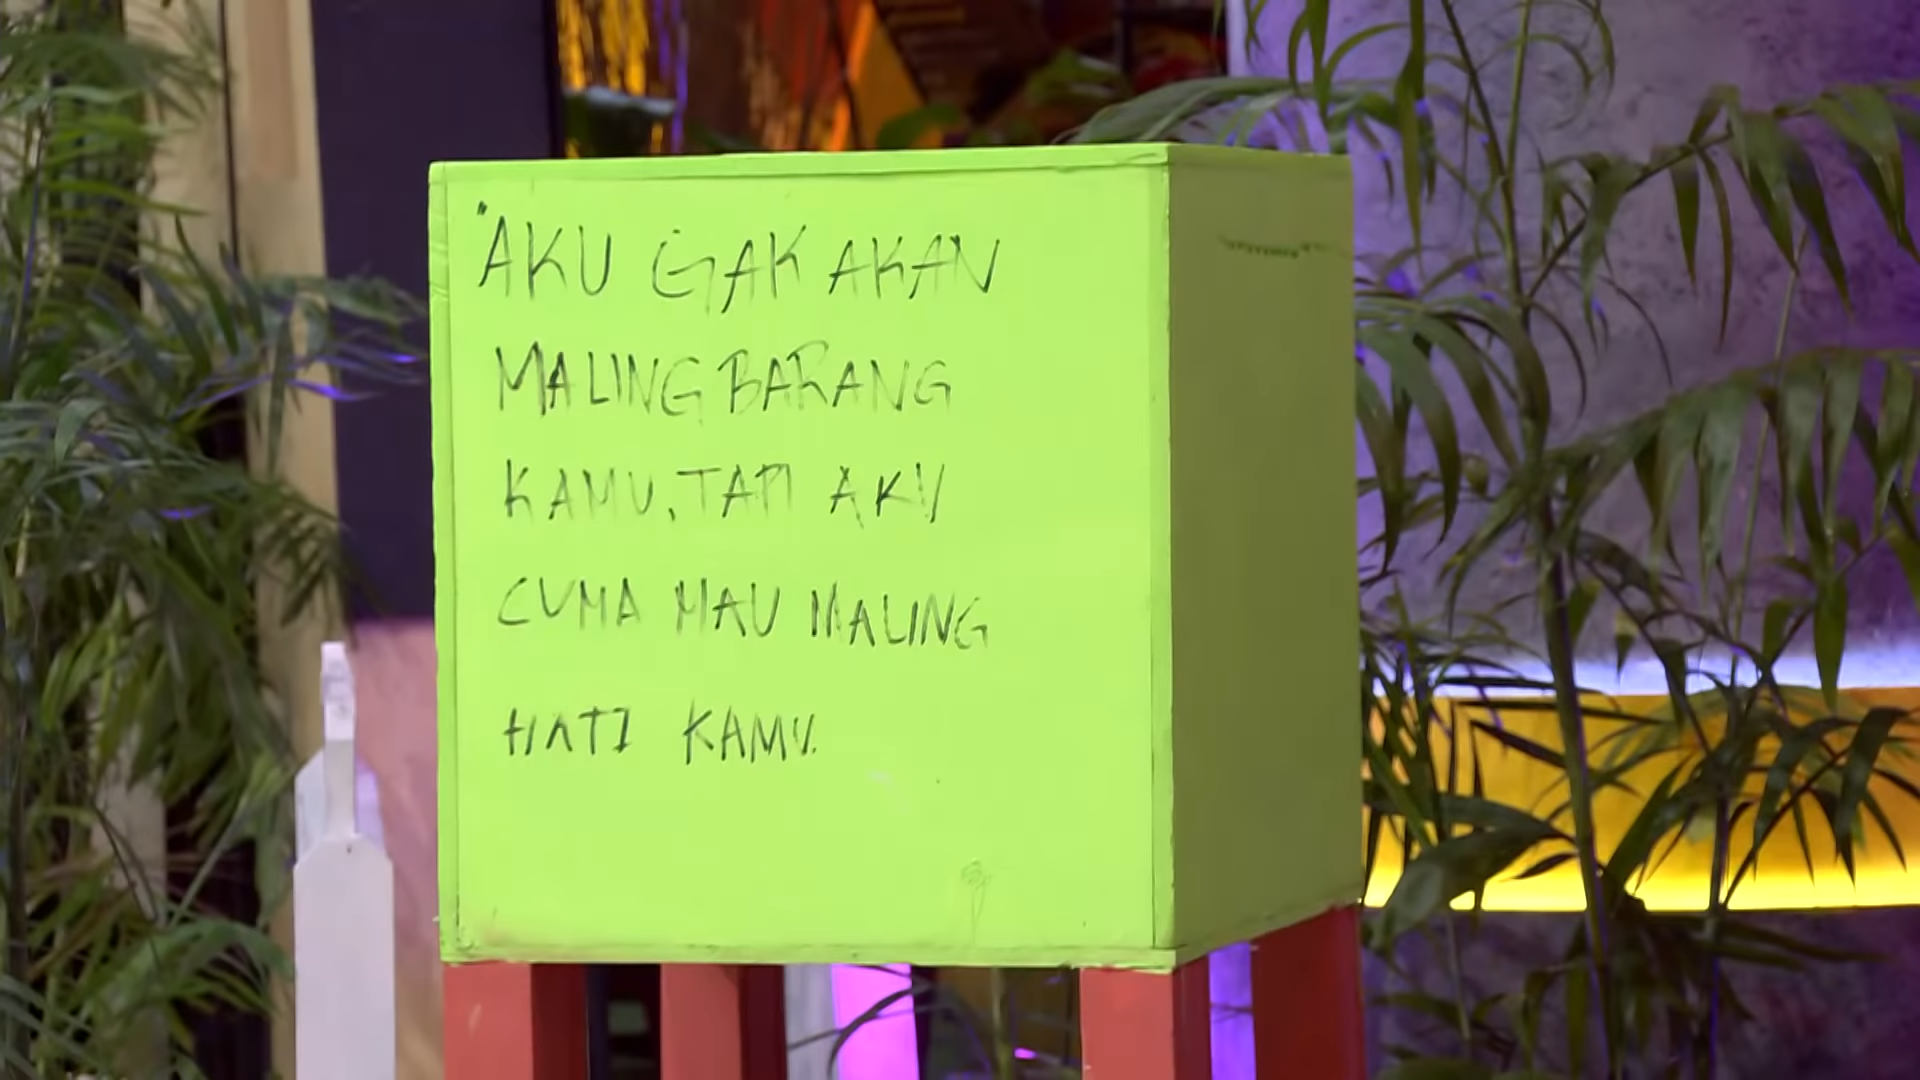 "AKU GAK AKAN
MALING BARANG
KAMU, TAPI AKU
CUMA MAU MALING
HATI KAMU.